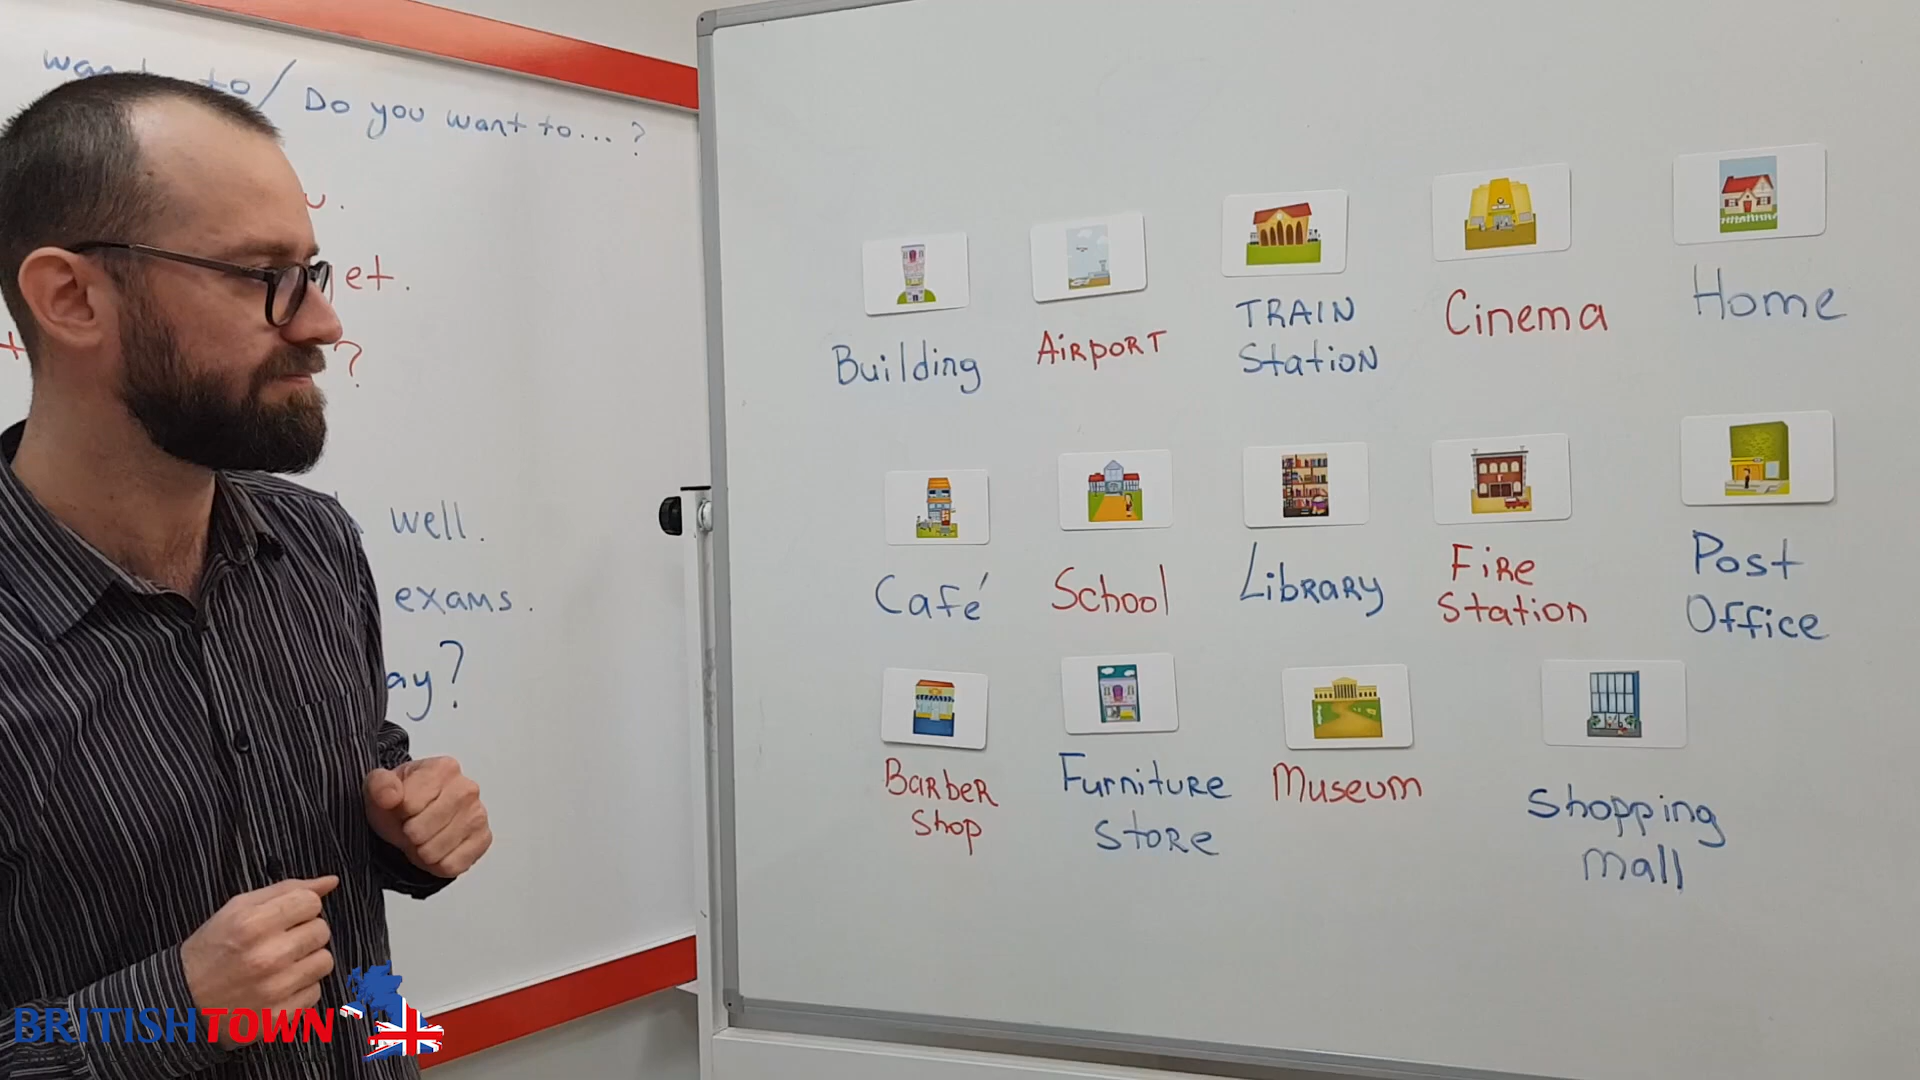 to / Do you want to... ?
et.
?
well.
exams.
ay?
Building
Airport
TRAIN
Station
Cinema
Home
Café
School
Library
Fire
Station
Post
Office
Barber
Shop
Furniture
Store
Museum
Shopping
Mall
BRITISHTOWN